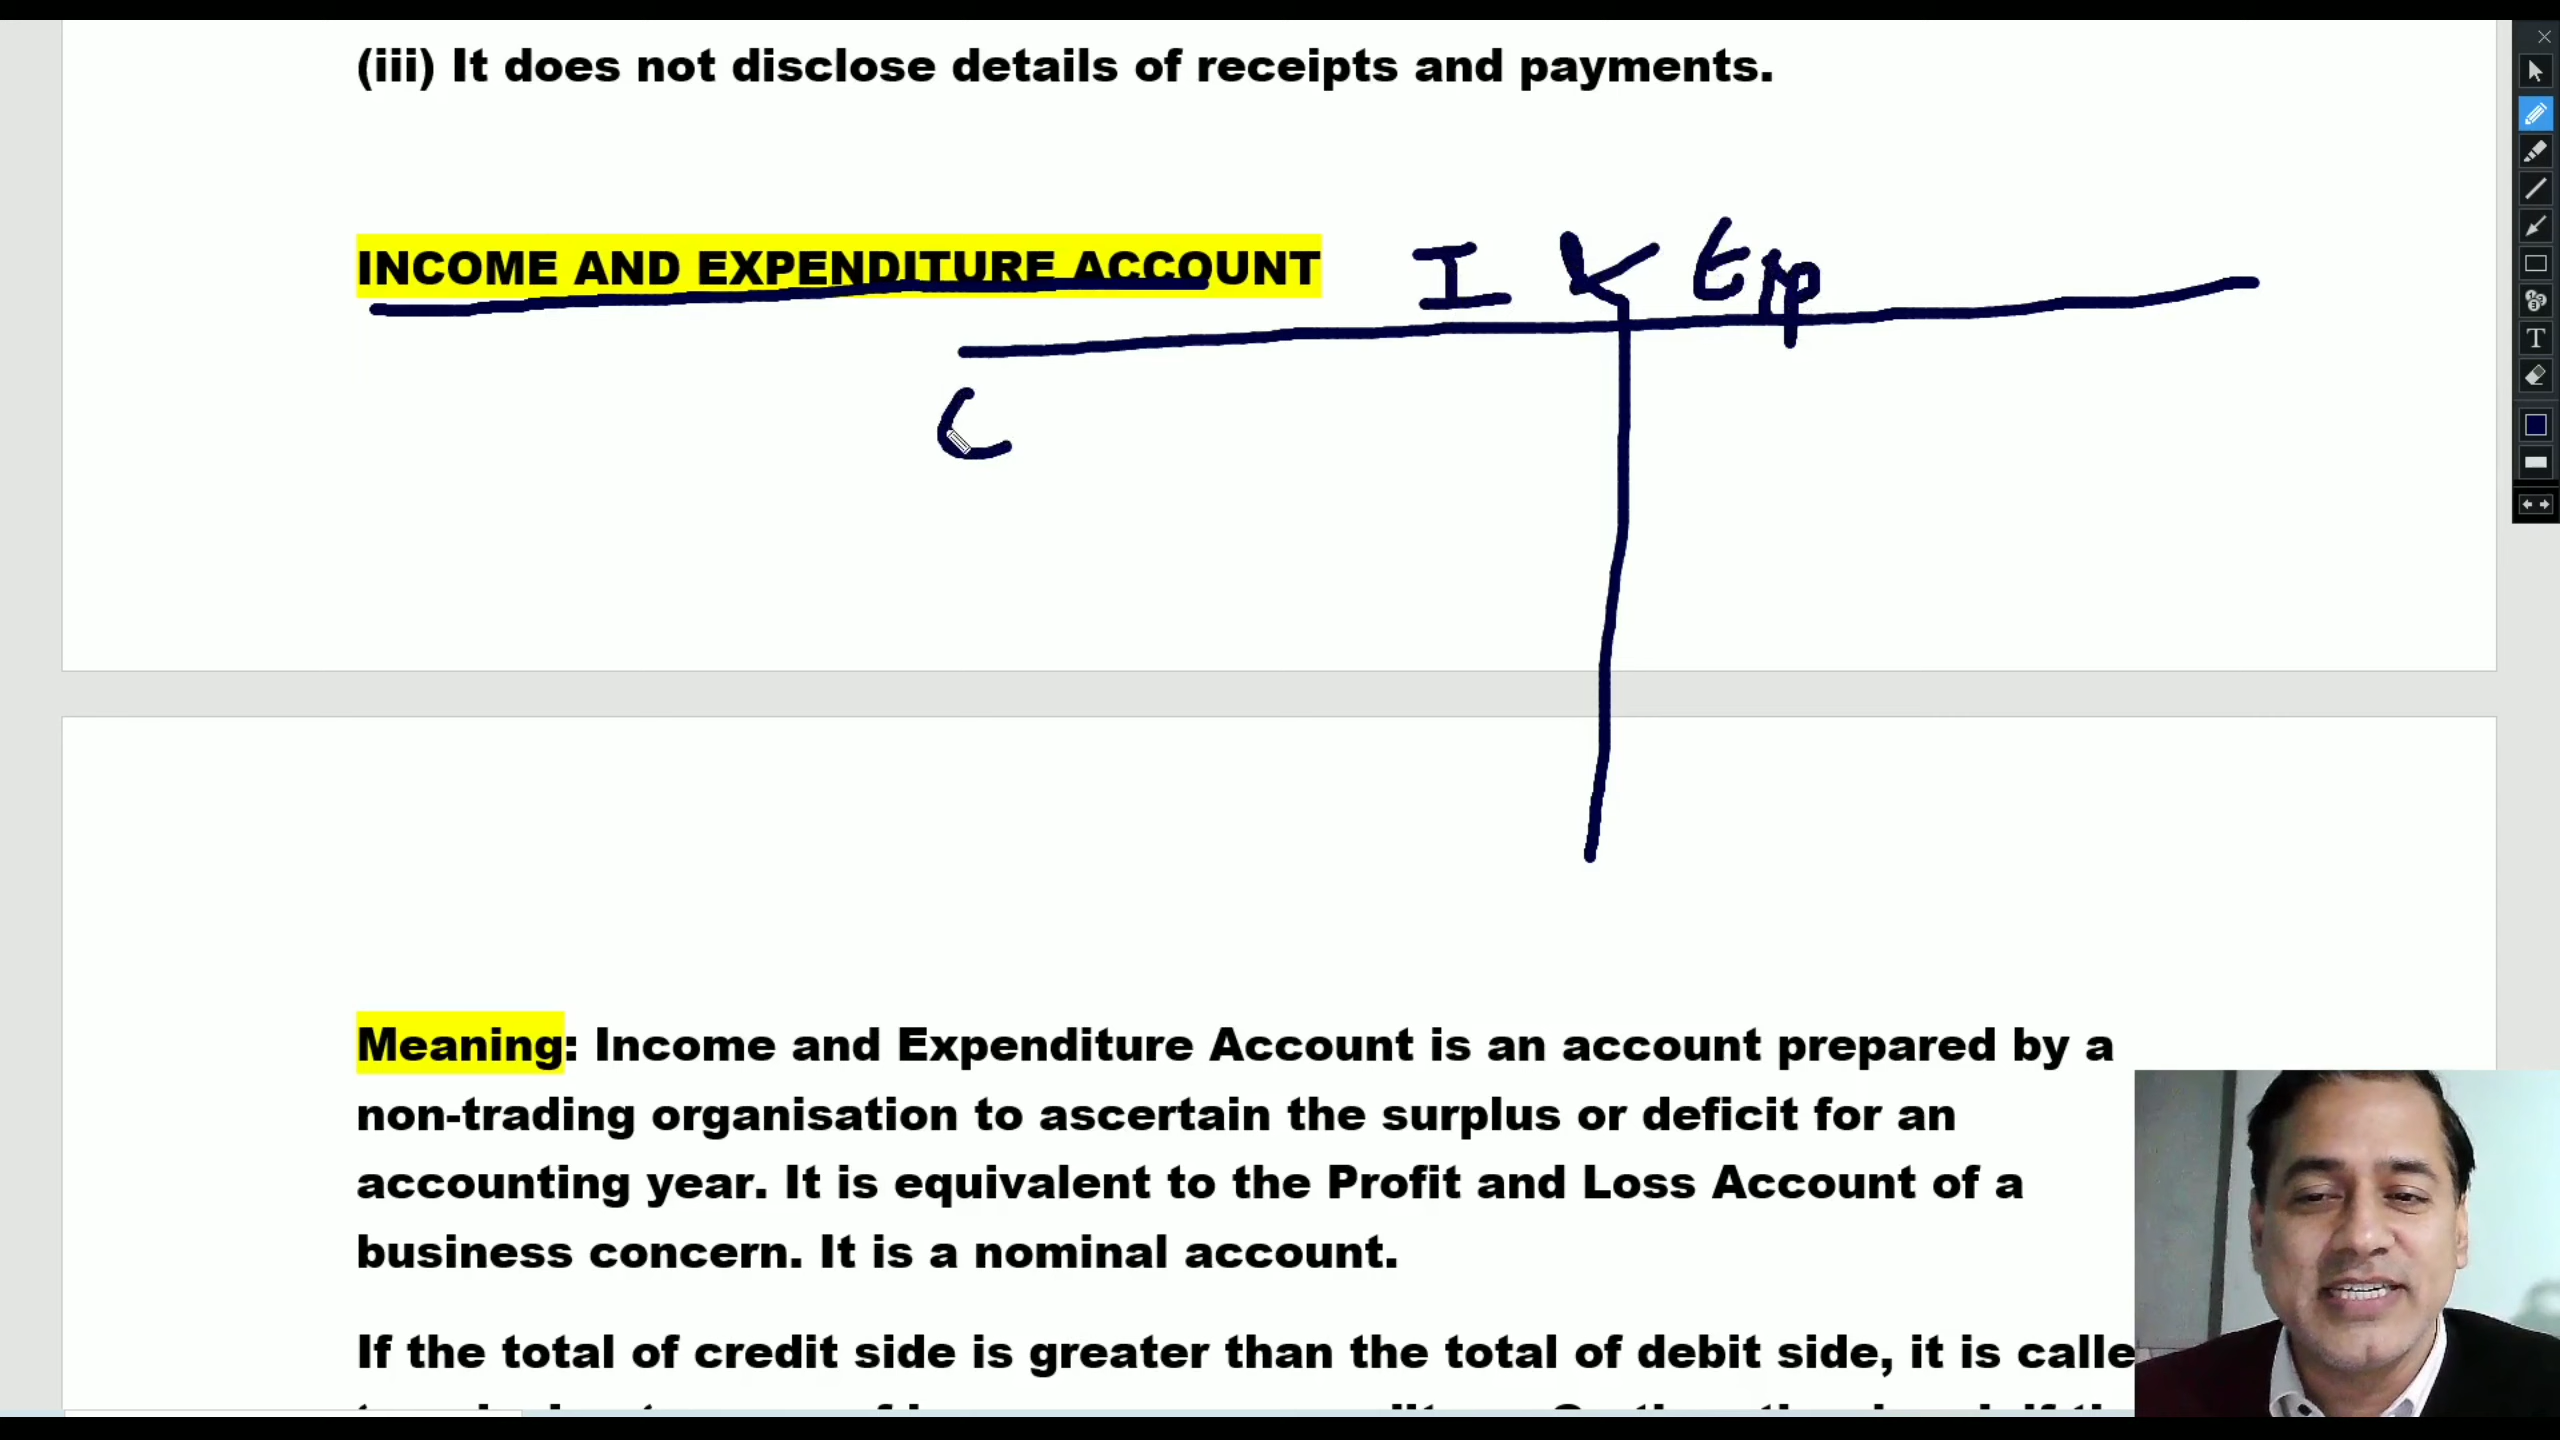 (iii) It does not disclose details of receipts and payments.
INCOME AND EXPENDITURE ACCOUNT I & Exp
Meaning: Income and Expenditure Account is an account prepared by a
non-trading organisation to ascertain the surplus or deficit for an
accounting year. It is equivalent to the Profit and Loss Account of a
business concern. It is a nominal account.
If the total of credit side is greater than the total of debit side, it is calle